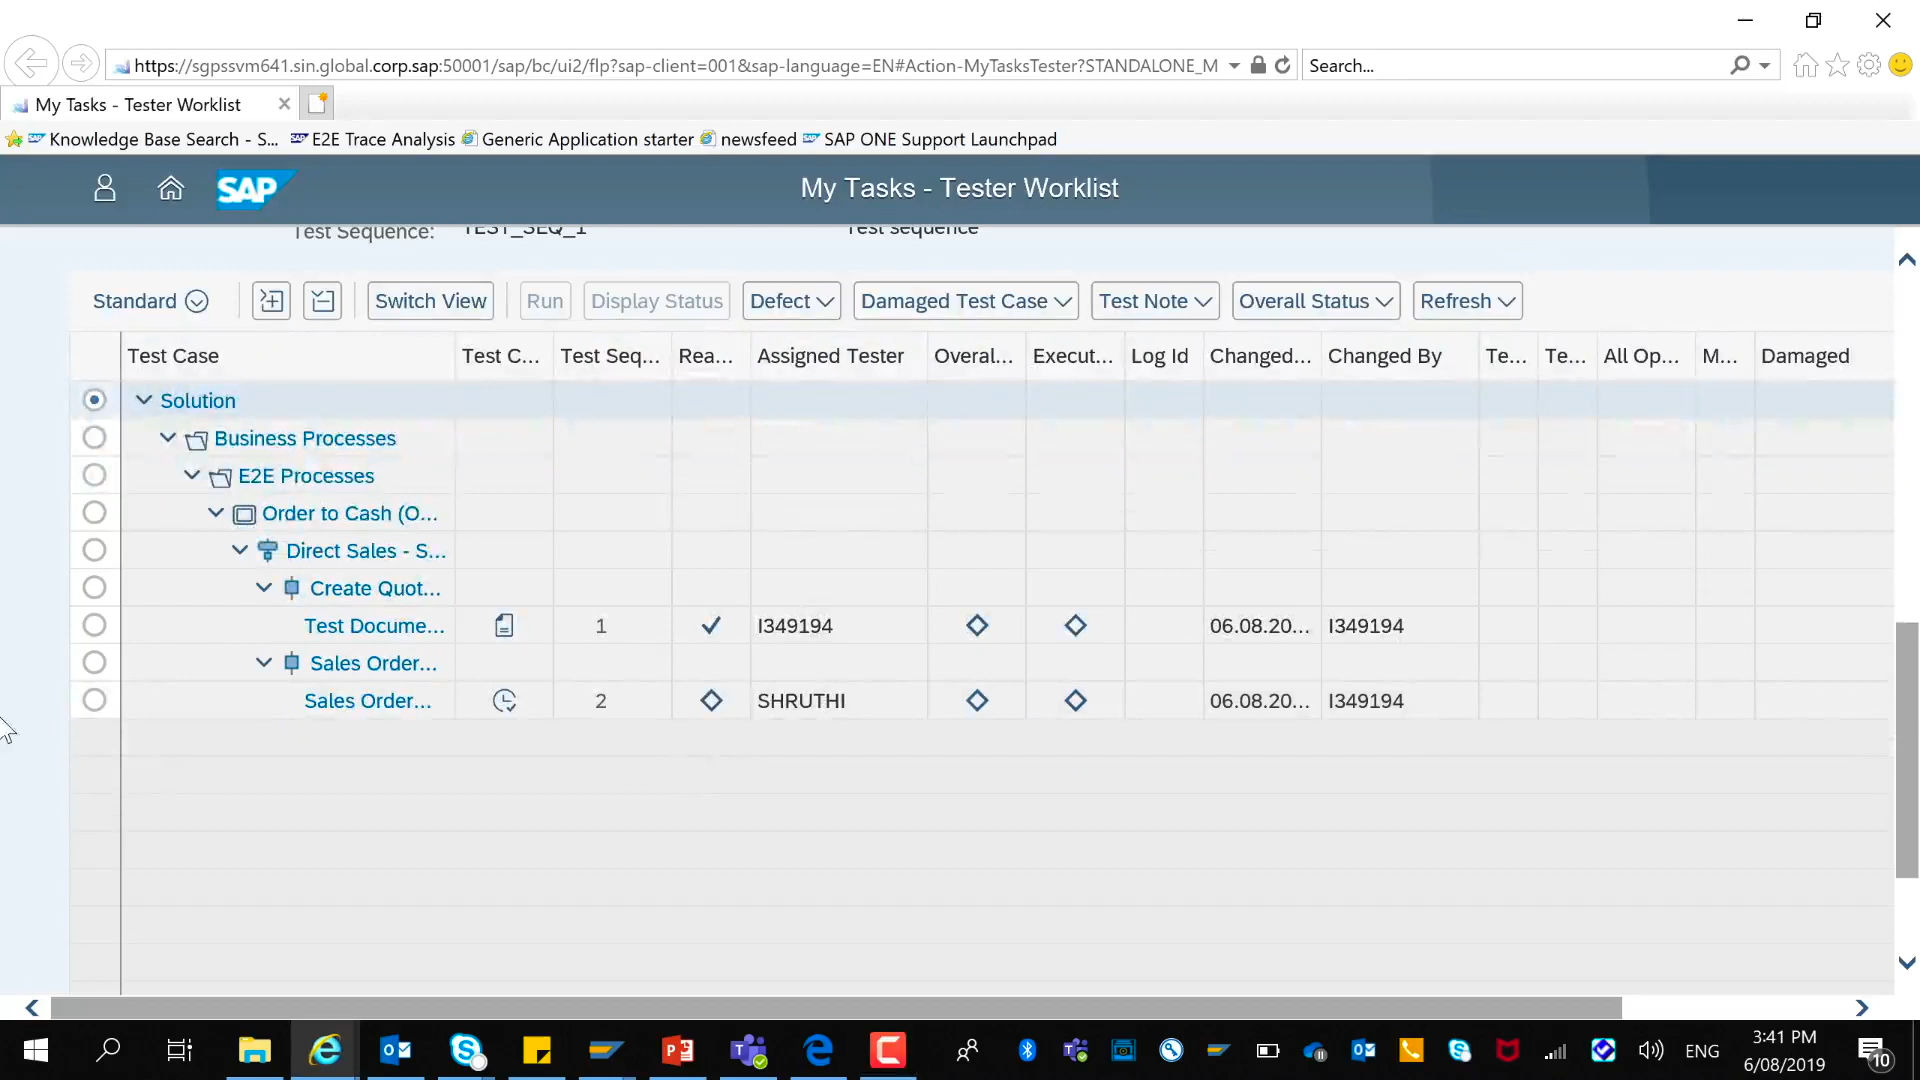 https://sgpssvm641.sin.global.corp.sap:50001/sap/bc/ui2/flp?sap-client=001&sap-language=EN#Action-MyTasksTester?STANDALONE_M
Search...
My Tasks - Tester Worklist
Knowledge Base Search - S... E2E Trace Analysis Generic Application starter newsfeed SAP ONE Support Launchpad
SAP My Tasks - Tester Worklist
Test Sequence: TEST_SEQ_1 Test sequence
Standard Switch View Run Display Status Defect Damaged Test Case Test Note Overall Status Refresh
Test Case Test C... Test Seq... Rea... Assigned Tester Overal... Execut... Log Id Changed... Changed By Te... Te... All Op... M... Damaged
Solution
Business Processes
E2E Processes
Order to Cash (O...
Direct Sales - S...
Create Quot...
Test Docume... 1 I349194 06.08.20... I349194
Sales Order...
Sales Order... 2 SHRUTHI 06.08.20... I349194
ENG
3:41 PM
6/08/2019
10